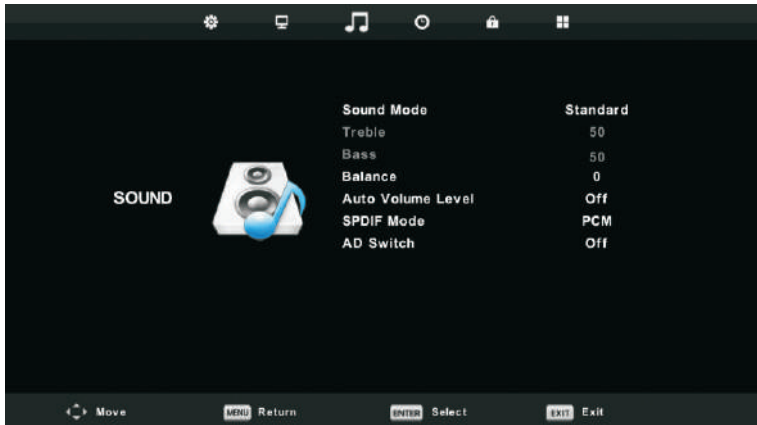 Sound Mode Standard
Treble 50
Bass 50
Balance 0
SOUND
Auto Volume Level Off
SPDIF Mode PCM
AD Switch Off
Move MENU Return ENTER Select EXIT Exit